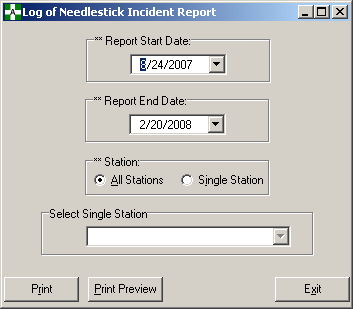 Log of Needlestick Incident Report
** Report Start Date:
8/24/2007
** Report End Date:
2/20/2008
** Station:
All Stations Single Station
Select Single Station
Print Print Preview Exit